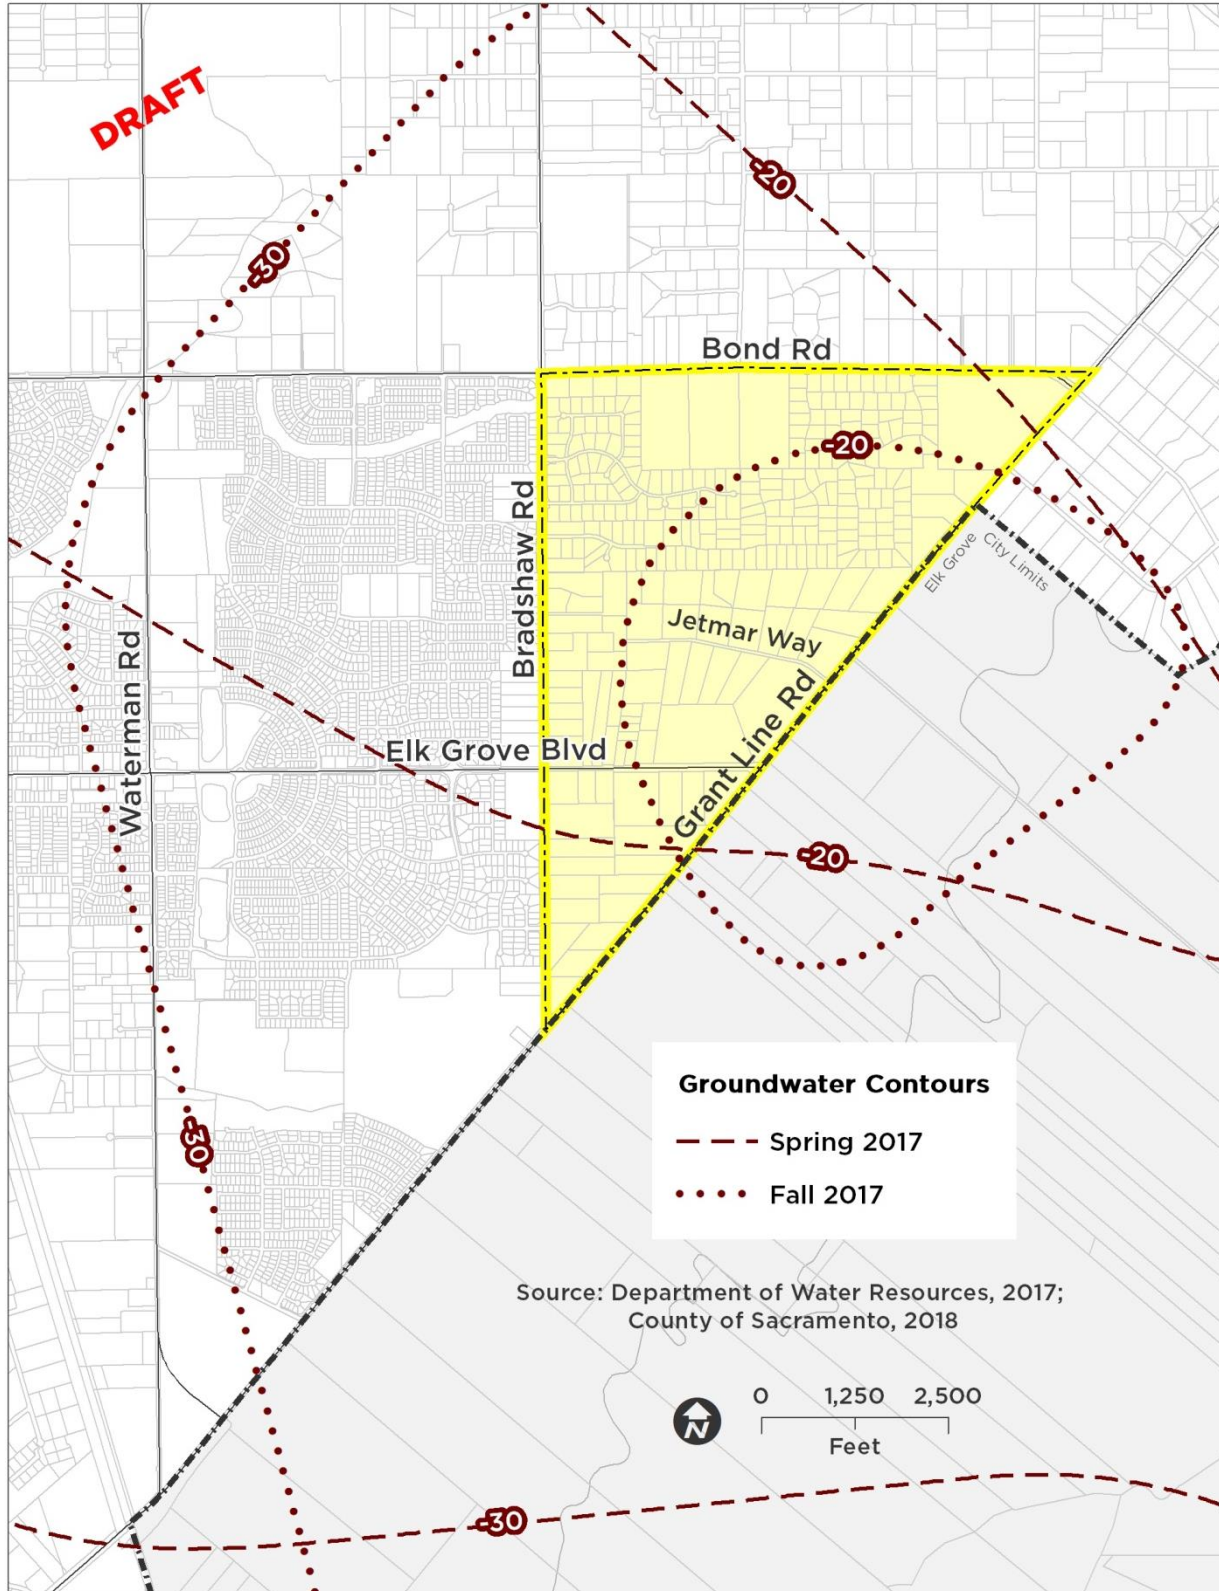 DRAFT
-20
-30
Bond Rd
-20
Bradshaw Rd
Elk Grove
City Limits
Jetmar Way
Waterman Rd
Elk Grove Blvd
Grant Line Rd
-20
Groundwater Contours
Spring 2017
Fall 2017
-30
Source: Department of Water Resources, 2017;
County of Sacramento, 2018
N
0 1,250 2,500
Feet
-30